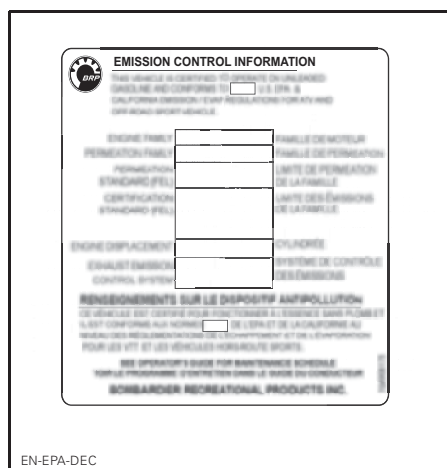 BRP
EMISSION CONTROL INFORMATION
THIS VEHICLE IS CERTIFIED TO OPERATE ON UNLEADED
GASOLINE AND CONFORMS TO U.S. EPA &
CALIFORNIA EMISSION / EVAP REGULATIONS FOR ATV AND
OFF-ROAD SPORT VEHICLE.
ENGINE FAMILY FAMILLE DE MOTEUR
PERMEATION FAMILY FAMILLE DE PERMEATION
PERMEATION LIMITE DE PERMEATION
STANDARD (FEL) DE LA FAMILLE
CERTIFICATION LIMITE DES ÉMISSIONS
STANDARD (FEL) DE LA FAMILLE
ENGINE DISPLACEMENT CYLINDRÉE
EXHAUST EMISSION SYSTÈME DE CONTRÔLE
CONTROL SYSTEM DES ÉMISSIONS
RENSEIGNEMENTS SUR LE DISPOSITIF ANTIPOLLUTION
CE VÉHICULE EST CERTIFIÉ POUR FONCTIONNER À L'ESSENCE SANS PLOMB ET
IL EST CONFORME AUX NORMES DE L'EPA ET DE LA CALIFORNIE AU
NIVEAU DES RÉGLEMENTATIONS DE L'ÉCHAPPEMENT ET DE L'ÉVAPORATION
POUR LES VTT ET LES VÉHICULES HORS-ROUTE SPORTS.
SEE OPERATOR'S GUIDE FOR MAINTENANCE SCHEDULE
VOIR LE PROGRAMME D'ENTRETIEN DANS LE GUIDE DU CONDUCTEUR
BOMBARDIER RECREATIONAL PRODUCTS INC.
EN-EPA-DEC